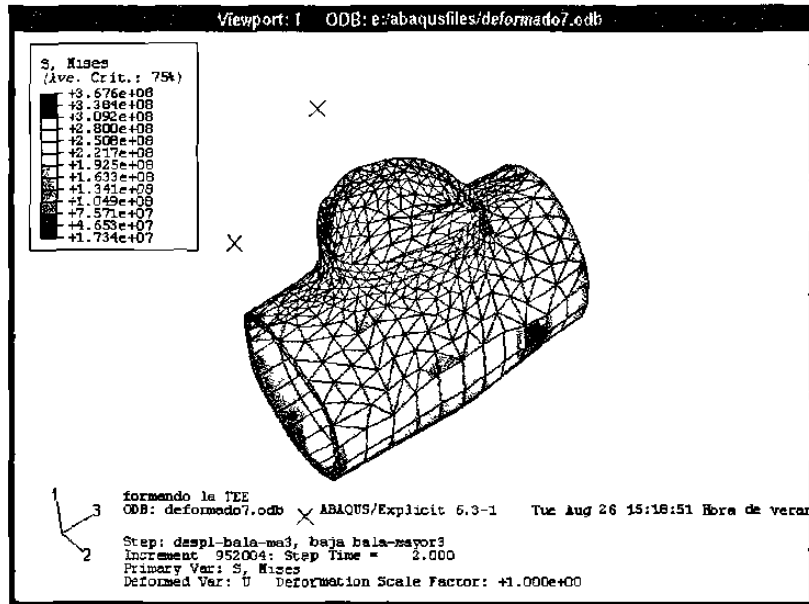 Viewport: 1 ODB: e:/abaqusfiles/deformado7.odb
S, Mises
(Ave. Crit.: 75%)
+3.676e+08
+3.384e+08
+3.092e+08
+2.800e+08
+2.508e+08
+2.217e+08
+1.925e+08
+1.633e+08
+1.341e+08
+1.049e+08
+7.571e+07
+4.653e+07
+1.734e+07
1
3
2
formando la TEE
ODB: deformado7.odb ABAQUS/Explicit 6.3-1 Tue Aug 26 15:18:51 Hora de veran
Step: despl-bala-ma3, baja bala-mayor3
Increment 952004: Step Time = 2.000
Primary Var: S, Mises
Deformed Var: U Deformation Scale Factor: +1.000e+00